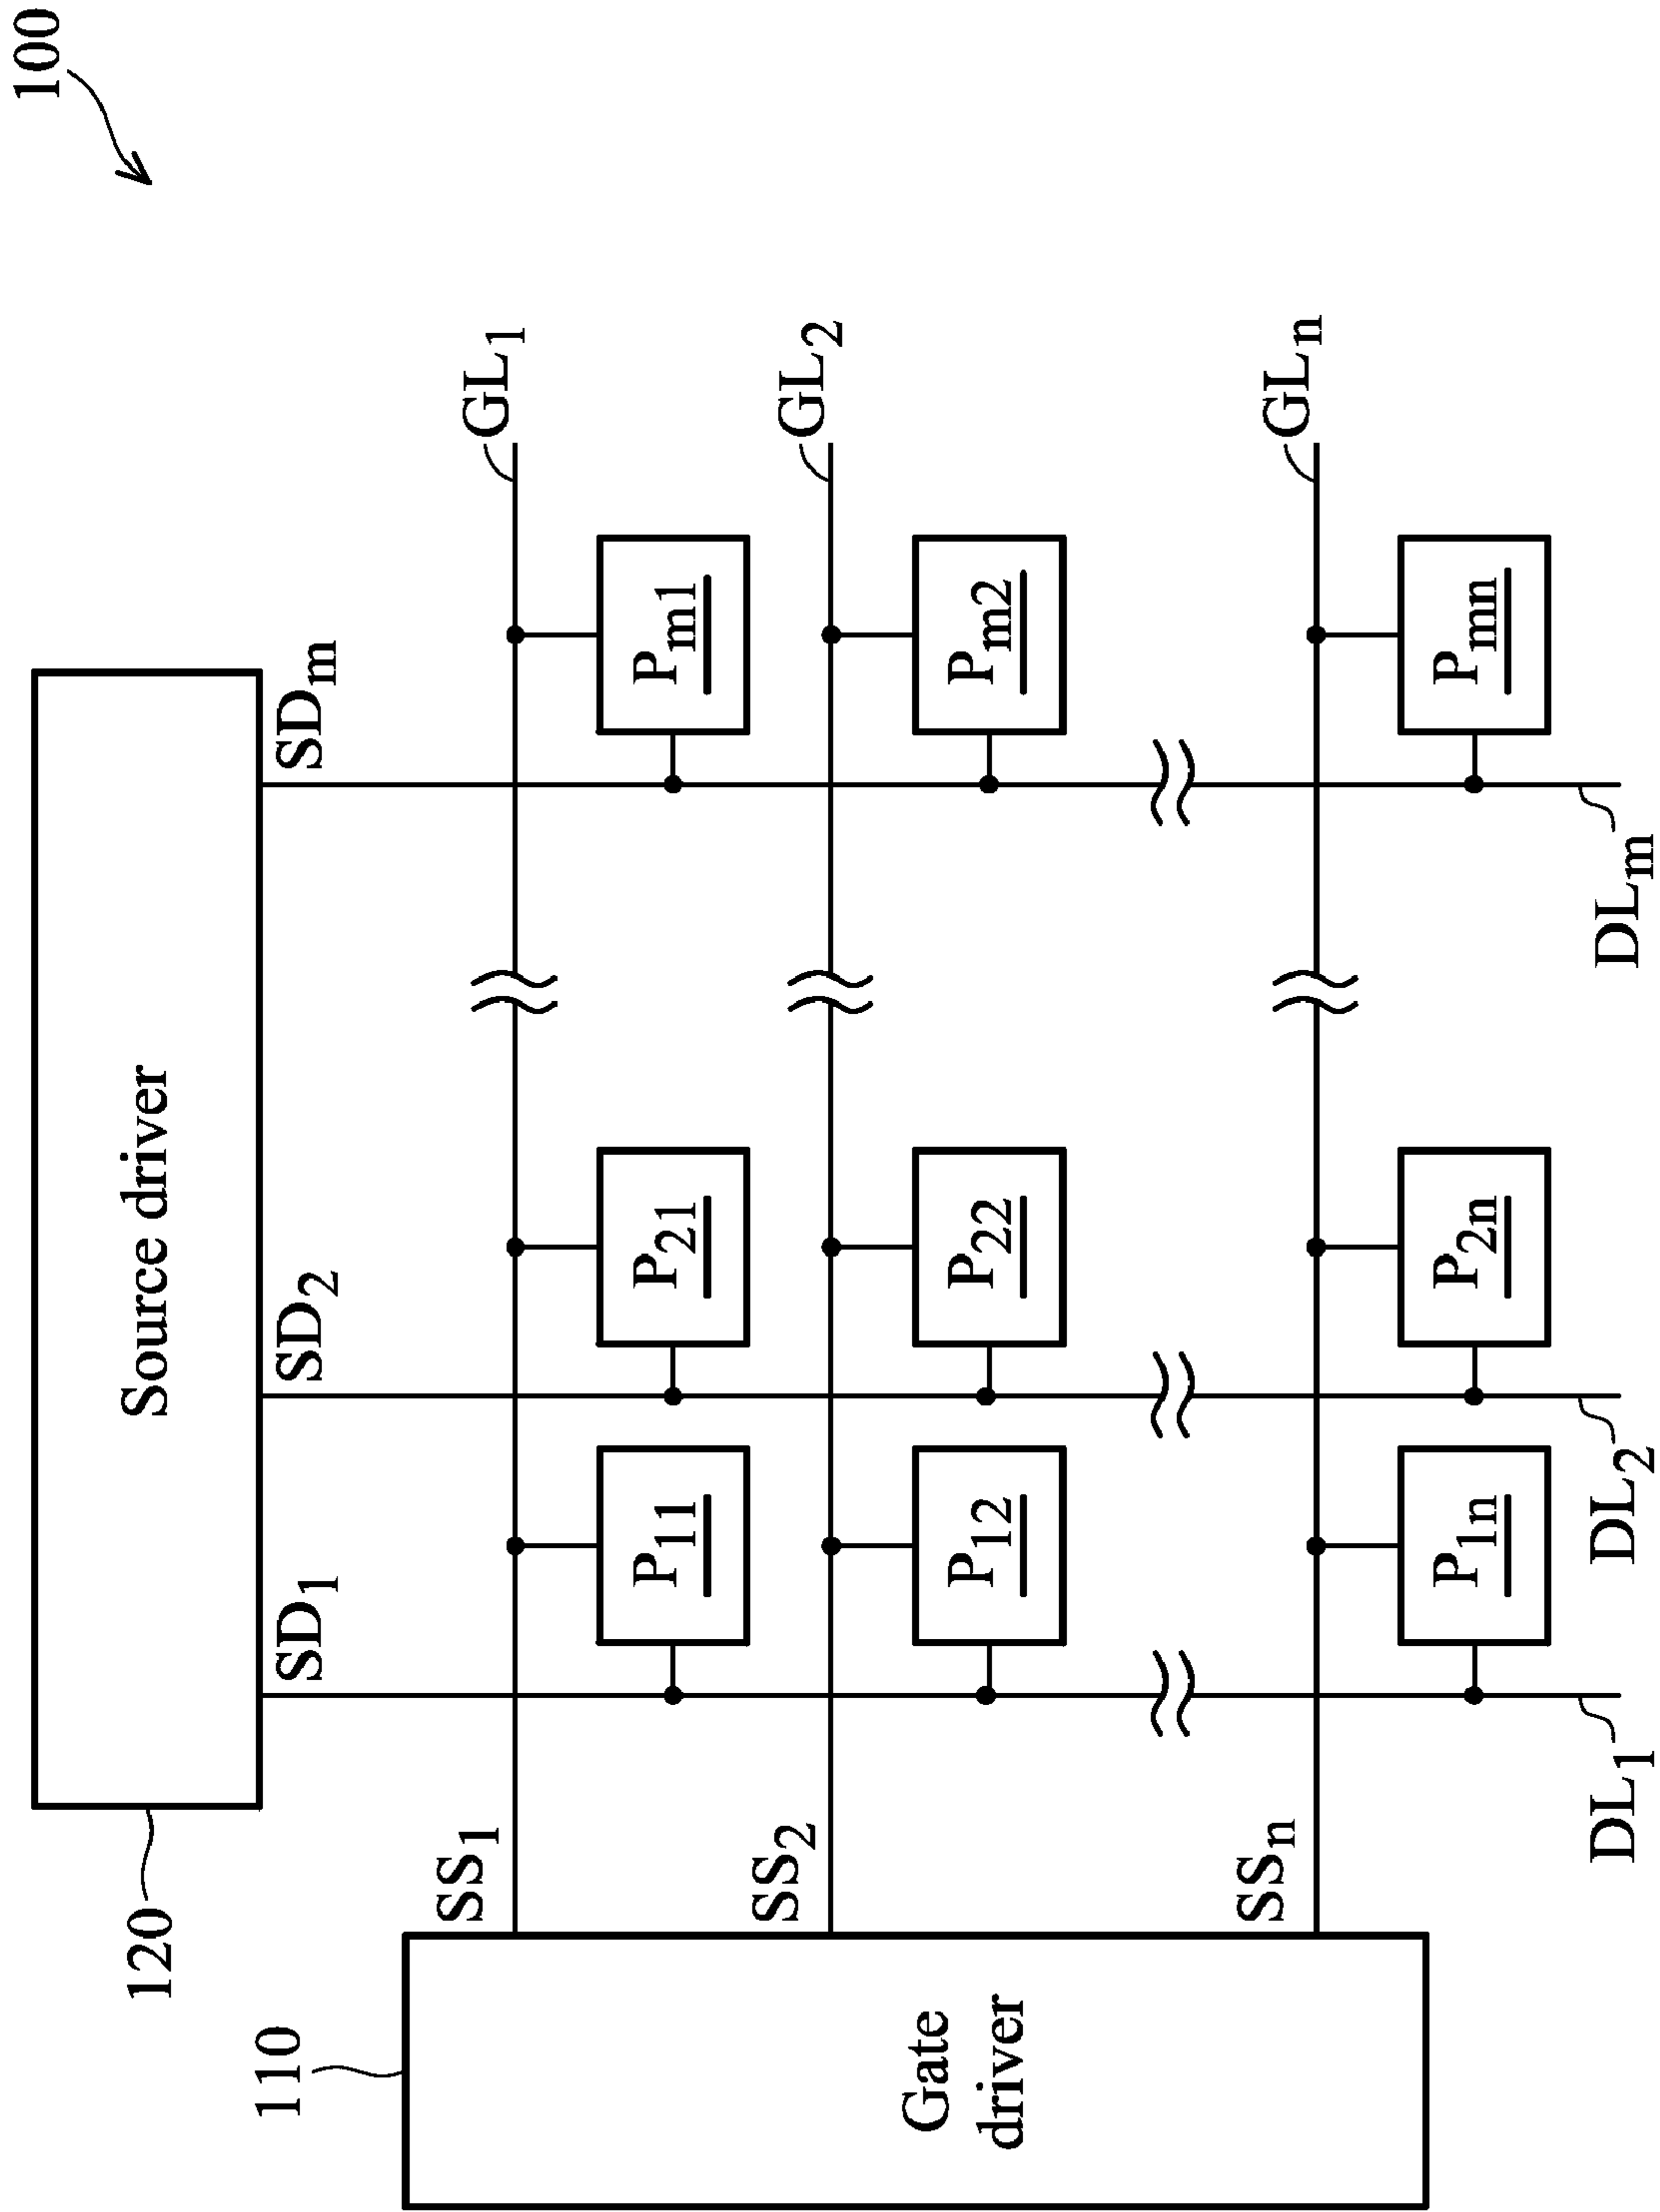 100
120
Source driver
SD1
SD2
SDm
110
Gate
driver
SS1
GL1
P11
P21
Pm1
SS2
GL2
P12
P22
Pm2
SSn
GLn
P1n
P2n
Pmn
DL1
DL2
DLm